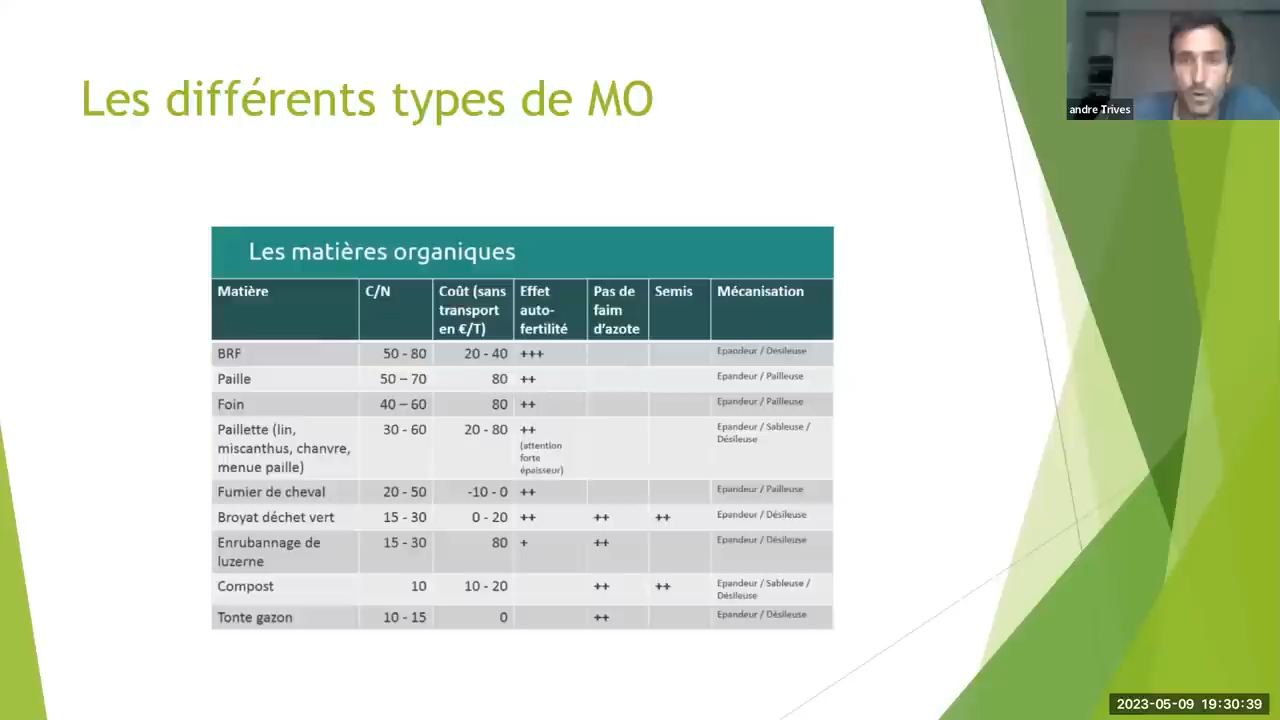 Les différents types de MO
andre Trives
Les matières organiques
Matière C/N Coût (sans transport en €/T) Effet auto-fertilité Pas de faim d'azote Semis Mécanisation
BRF 50 - 80 20 - 40 +++ Epandeur / Désileuse
Paille 50 – 70 80 ++ Epandeur / Pailleuse
Foin 40 – 60 80 ++ Epandeur / Pailleuse
Paillette (lin, miscanthus, chanvre, menue paille) 30 - 60 20 - 80 ++ (attention forte épaisseur) Epandeur / Sableuse / Désileuse
Fumier de cheval 20 - 50 -10 - 0 ++ Epandeur / Pailleuse
Broyat déchet vert 15 - 30 0 - 20 ++ ++ ++ Epandeur / Désileuse
Enrubannage de luzerne 15 - 30 80 + ++ Epandeur / Désileuse
Compost 10 10 - 20 ++ ++ Epandeur / Sableuse / Désileuse
Tonte gazon 10 - 15 0 ++ Epandeur / Désileuse
2023-05-09 19:30:39